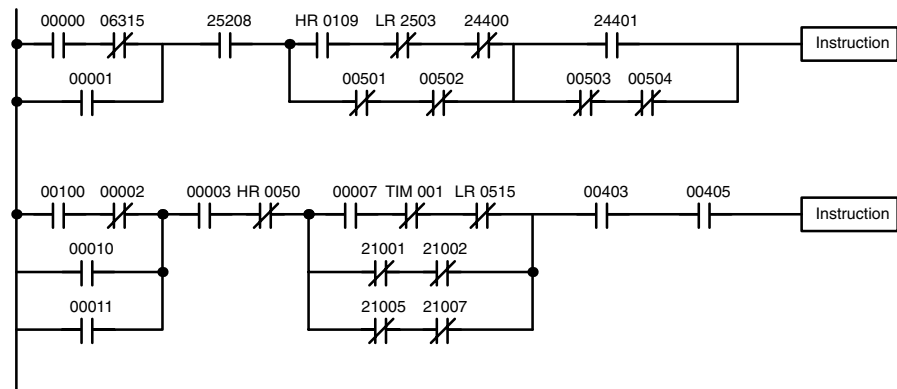 00000 06315 25208 HR 0109 LR 2503 24400 24401
Instruction
00001 00501 00502 00503 00504
00100 00002 00003 HR 0050 00007 TIM 001 LR 0515 00403 00405
Instruction
00010 21001 21002
00011 21005 21007